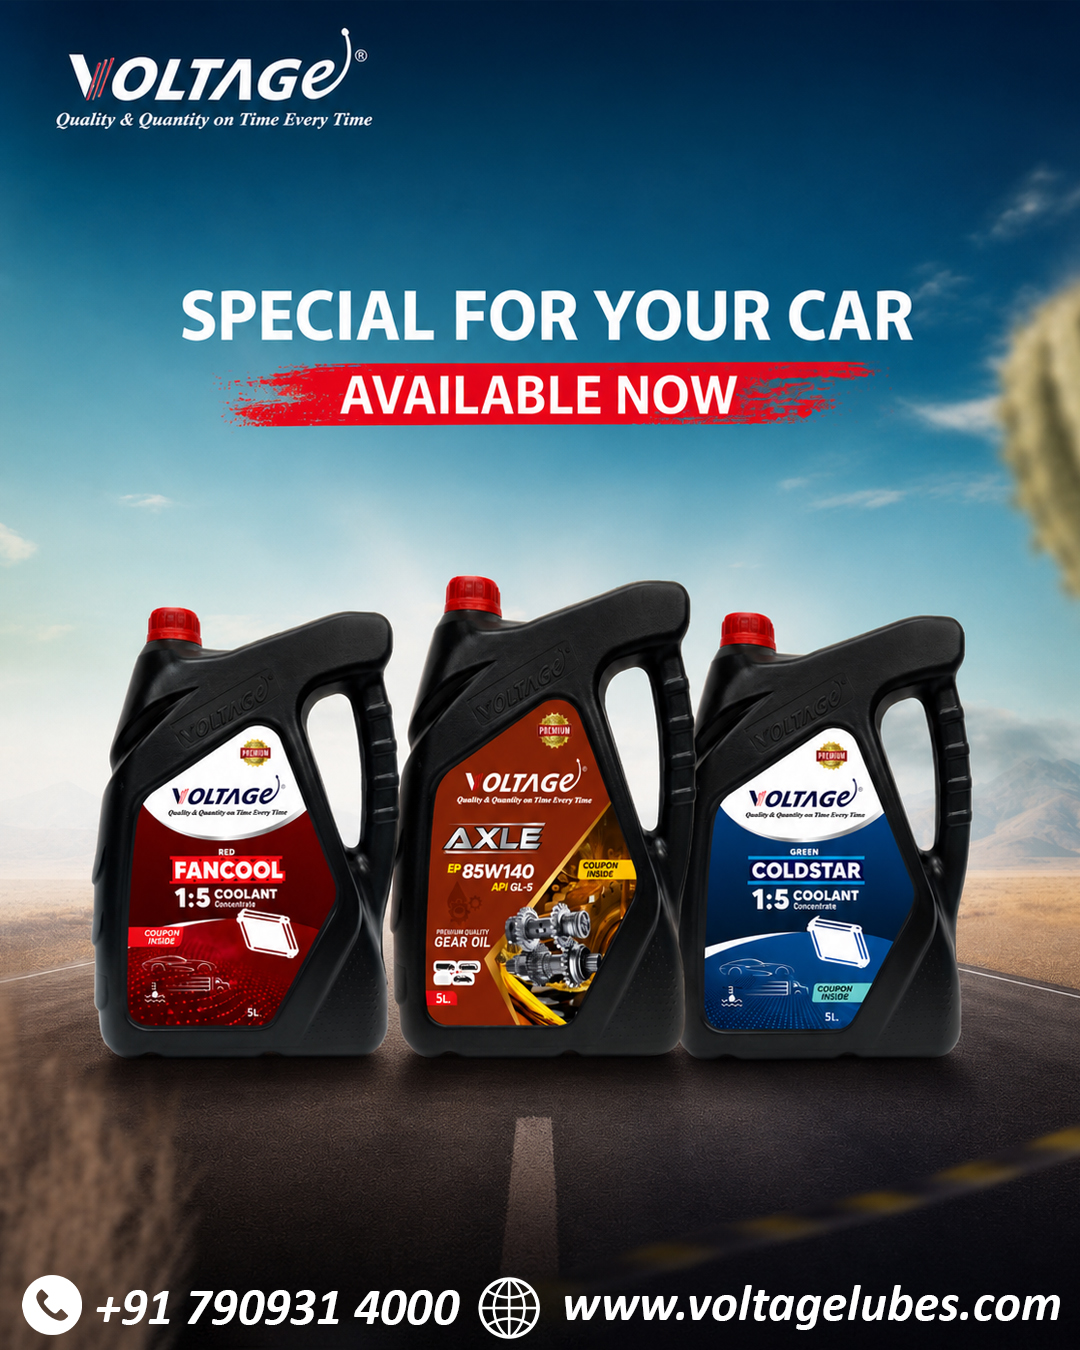 VOLTAGE®
Quality & Quantity on Time Every Time
SPECIAL FOR YOUR CAR
AVAILABLE NOW
VOLTAGE
PREMIUM
VOLTAGE
Quality & Quantity on Time Every Time
RED
FANCOOL
1:5 COOLANT
Concentrate
COUPON
INSIDE
5L.
VOLTAGE
PREMIUM
VOLTAGE
Quality & Quantity on Time Every Time
AXLE
EP 85W140
API GL-5
COUPON
INSIDE
PREMIUM QUALITY
GEAR OIL
5L.
VOLTAGE
PREMIUM
VOLTAGE
Quality & Quantity on Time Every Time
GREEN
COLDSTAR
1:5 COOLANT
Concentrate
COUPON
INSIDE
5L.
+91 790931 4000
www.voltagelubes.com